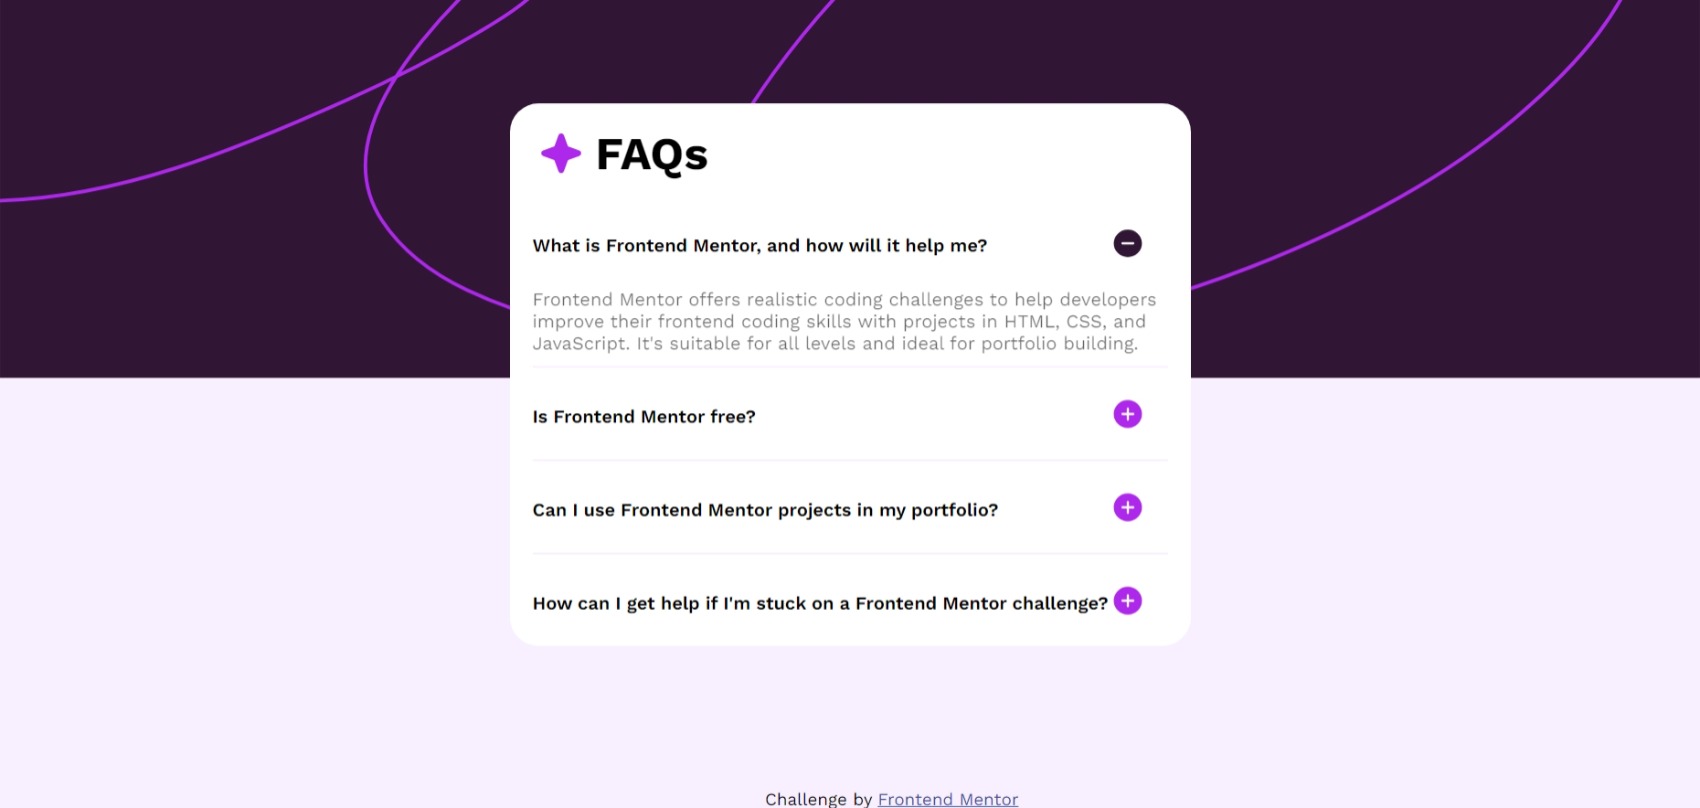 FAQs
What is Frontend Mentor, and how will it help me?
Frontend Mentor offers realistic coding challenges to help developers
improve their frontend coding skills with projects in HTML, CSS, and
JavaScript. It's suitable for all levels and ideal for portfolio building.
Is Frontend Mentor free?
Can I use Frontend Mentor projects in my portfolio?
How can I get help if I'm stuck on a Frontend Mentor challenge?
Challenge by Frontend Mentor